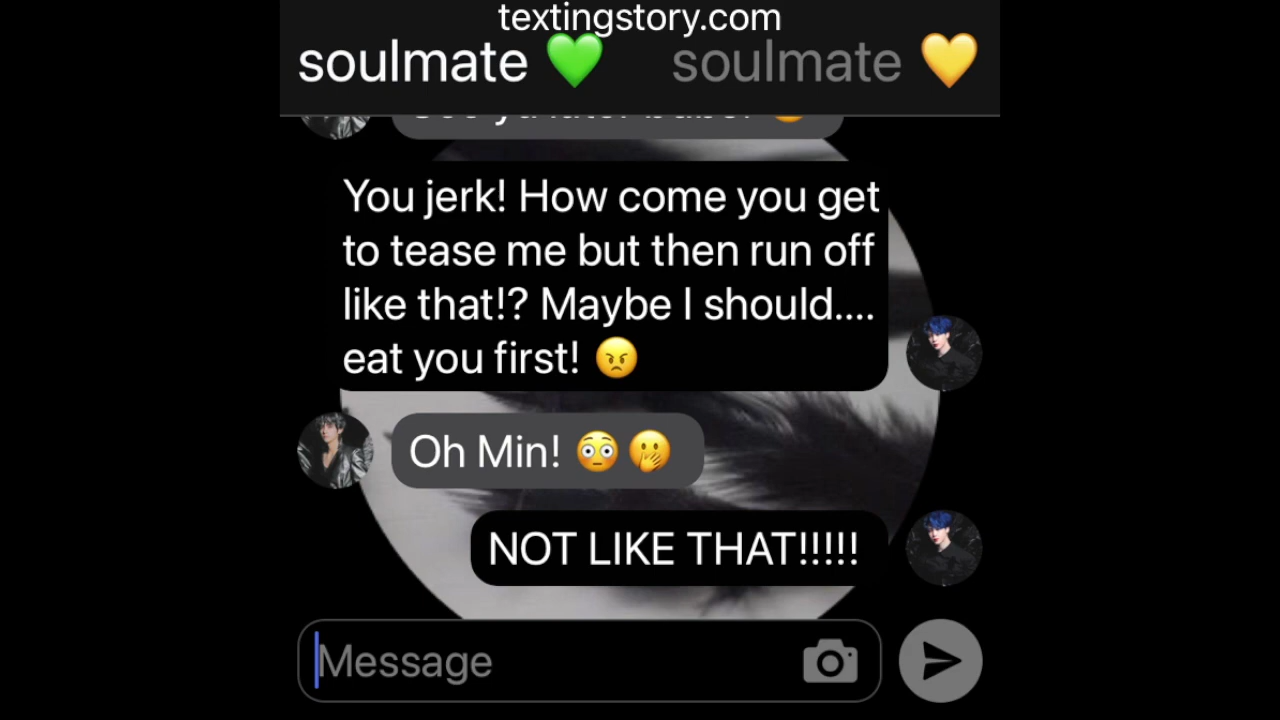 textingstory.com
soulmate 💚 soulmate 💛
You jerk! How come you get
to tease me but then run off
like that!? Maybe I should....
eat you first! 😠
Oh Min! 😳🫢
NOT LIKE THAT!!!!!
Message